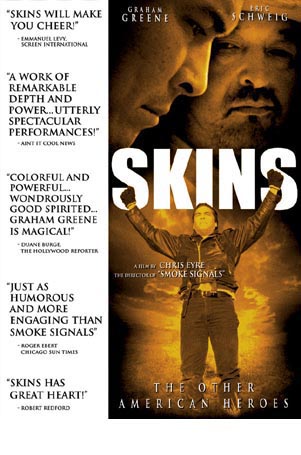 "SKINS WILL MAKE
YOU CHEER!"
- EMMANUEL LEVY,
SCREEN INTERNATIONAL
"A WORK OF
REMARKABLE
DEPTH AND
POWER...UTTERLY
SPECTACULAR
PERFORMANCES!"
- AINT IT COOL NEWS
"COLORFUL AND
POWERFUL...
WONDROUSLY
GOOD SPIRITED...
GRAHAM GREENE
IS MAGICAL!"
- DUANE BURGE,
THE HOLLYWOOD REPORTER
"JUST AS
HUMOROUS
AND MORE
ENGAGING THAN
SMOKE SIGNALS"
- ROGER EBERT
CHICAGO SUN TIMES
"SKINS HAS
GREAT HEART!"
- ROBERT REDFORD
GRAHAM
GREENE
ERIC
SCHWEIG
SKINS
A FILM BY CHRIS EYRE
THE DIRECTOR OF "SMOKE SIGNALS"
THE OTHER
AMERICAN HEROES